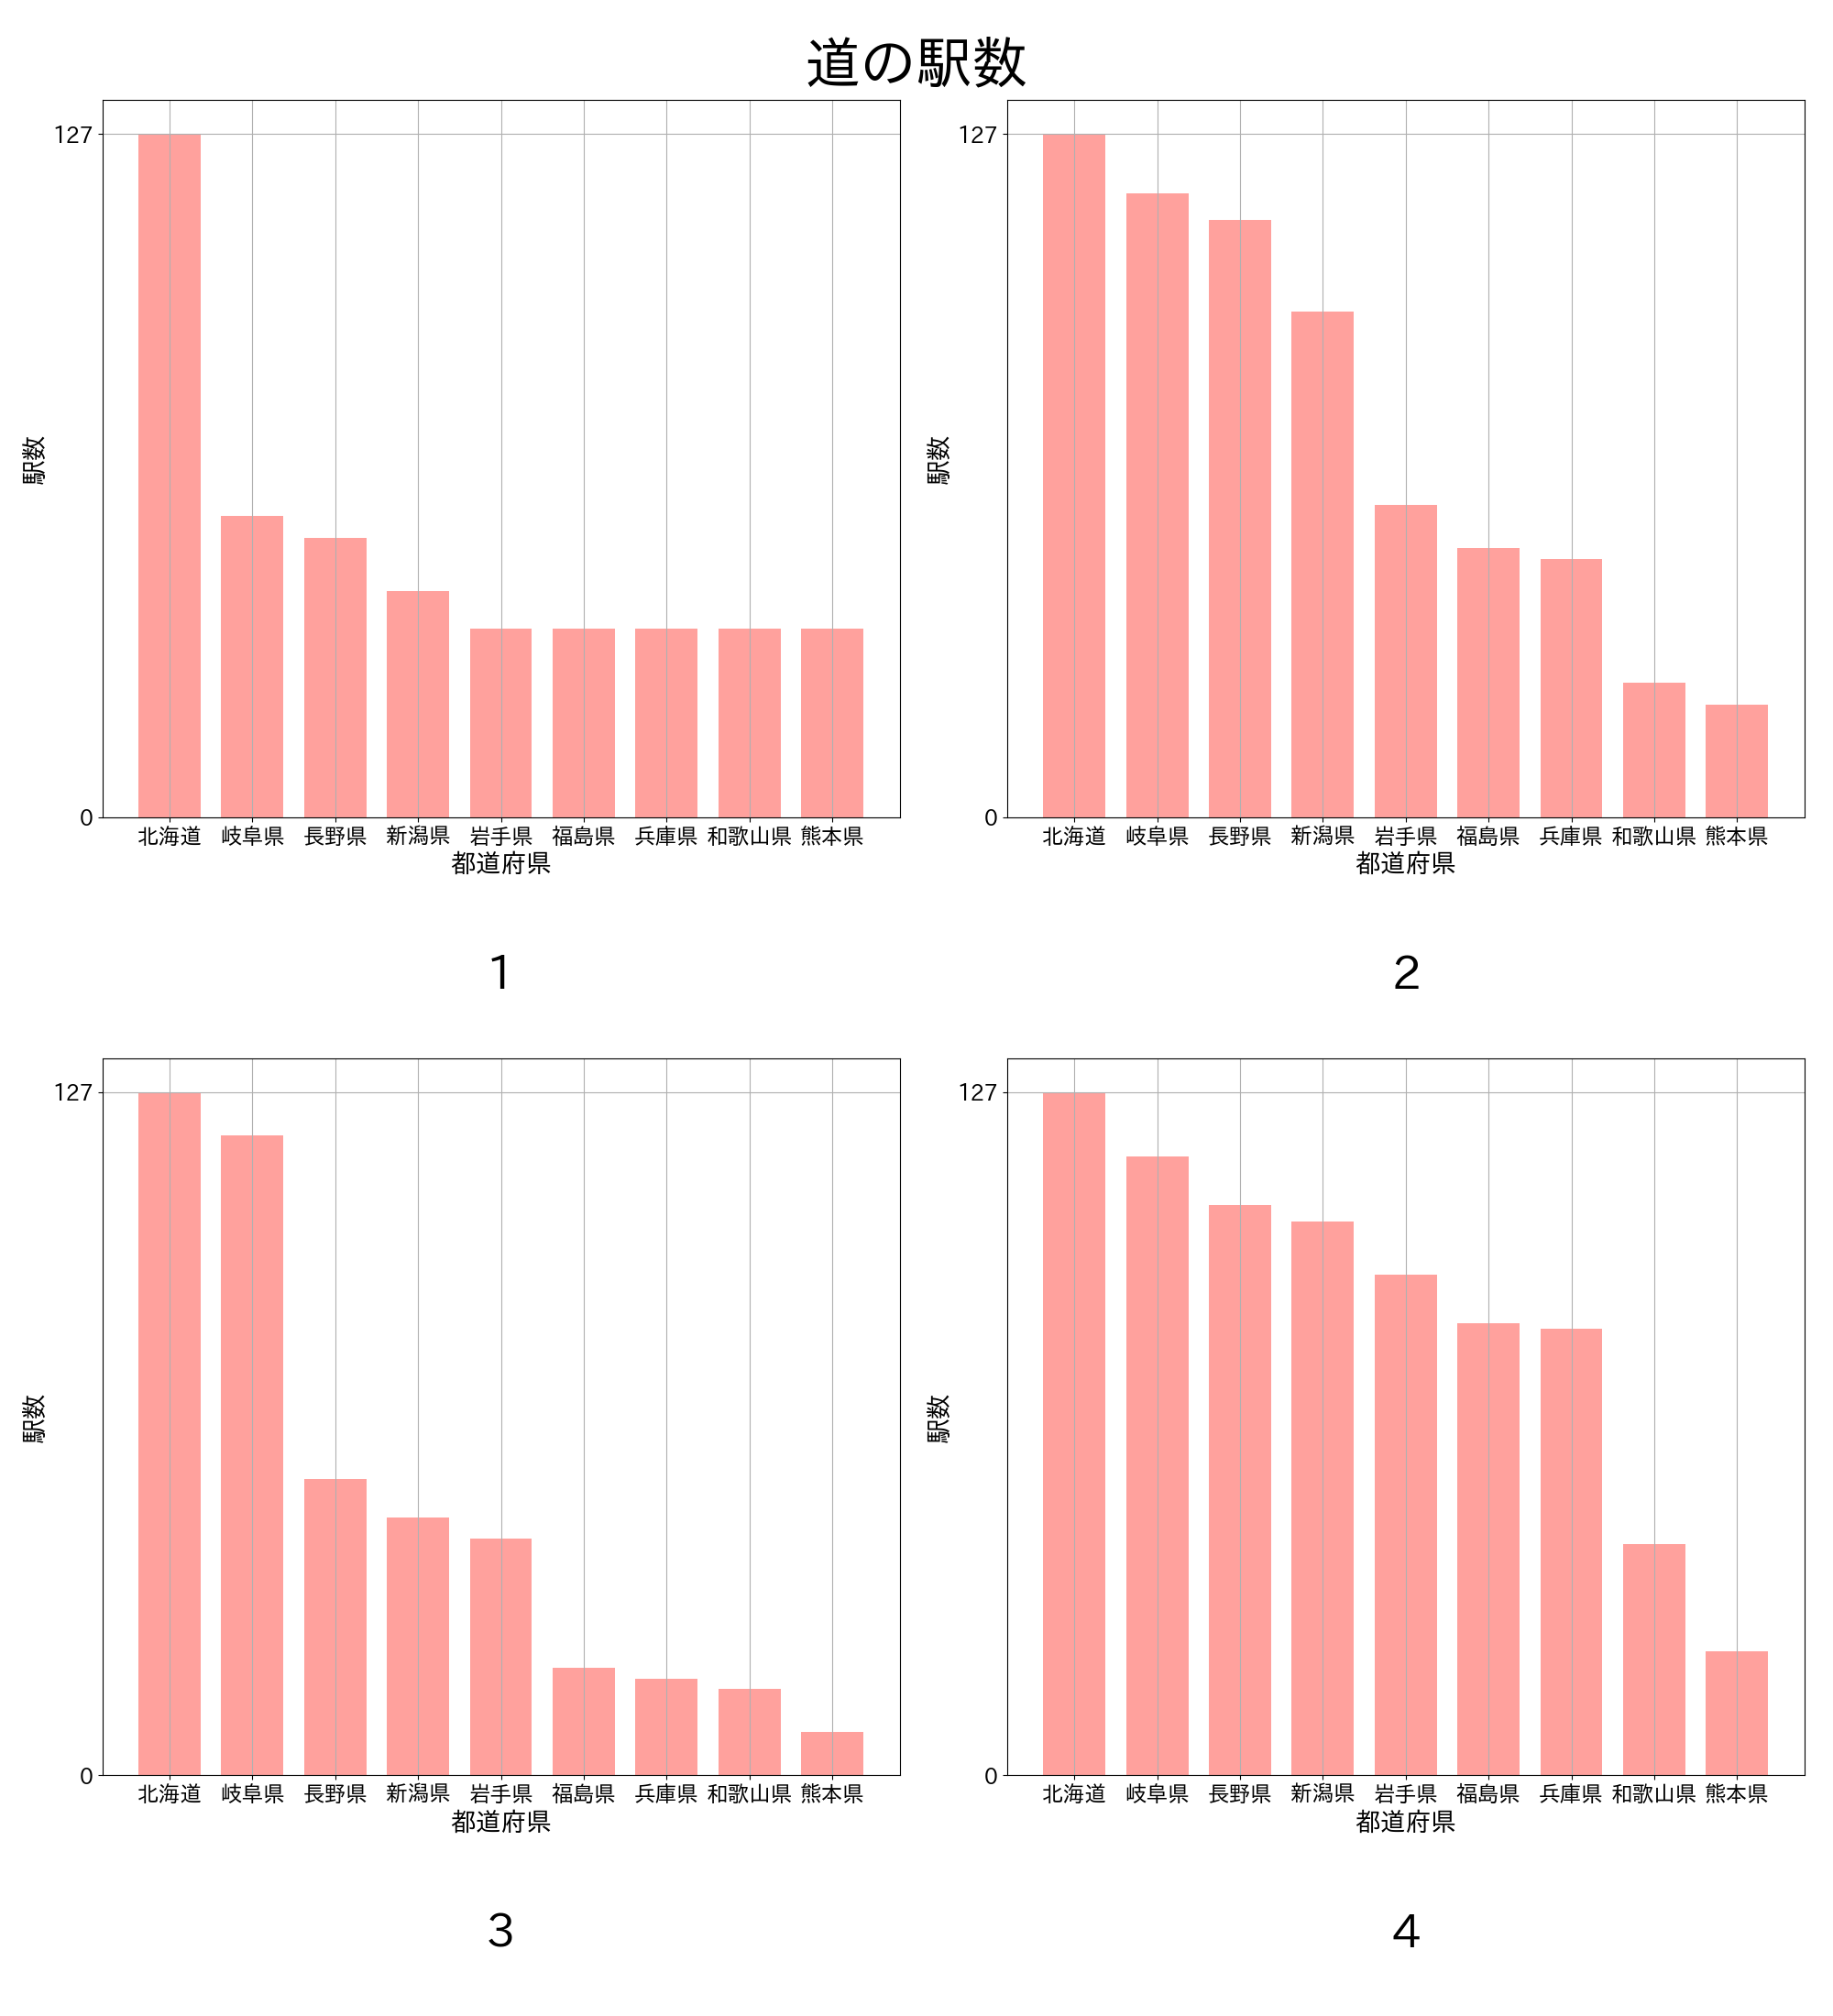 道の駅数
127
0
駅数
北海道 岐阜県 長野県 新潟県 岩手県 福島県 兵庫県 和歌山県 熊本県
都道府県
1
127
0
駅数
北海道 岐阜県 長野県 新潟県 岩手県 福島県 兵庫県 和歌山県 熊本県
都道府県
2
127
0
駅数
北海道 岐阜県 長野県 新潟県 岩手県 福島県 兵庫県 和歌山県 熊本県
都道府県
3
127
0
駅数
北海道 岐阜県 長野県 新潟県 岩手県 福島県 兵庫県 和歌山県 熊本県
都道府県
4